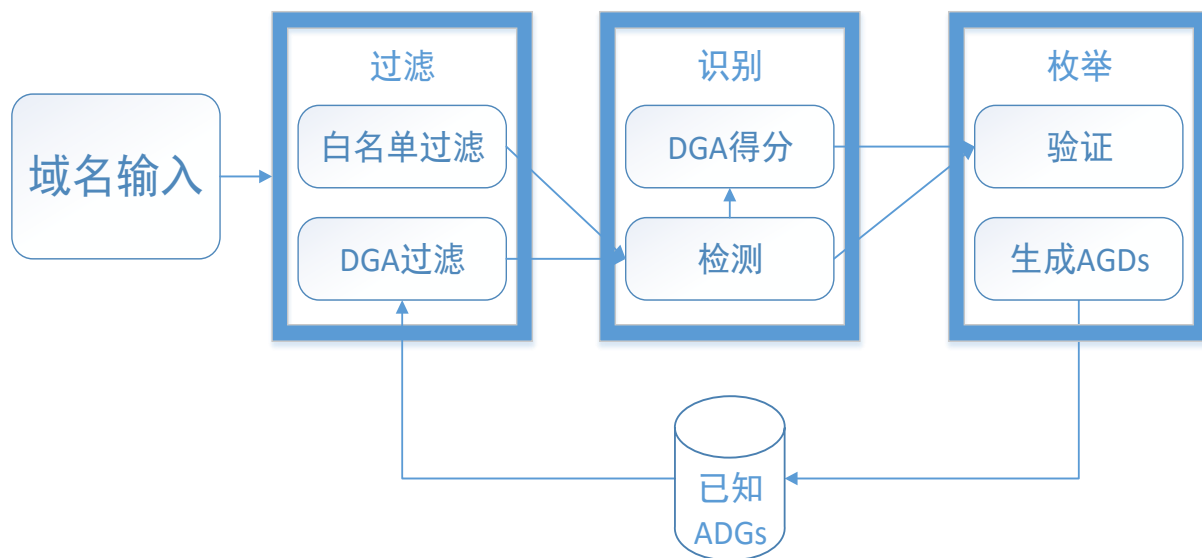 域名输入
过滤
白名单过滤
DGA过滤
识别
DGA得分
检测
枚举
验证
生成AGDs
已知
ADGs